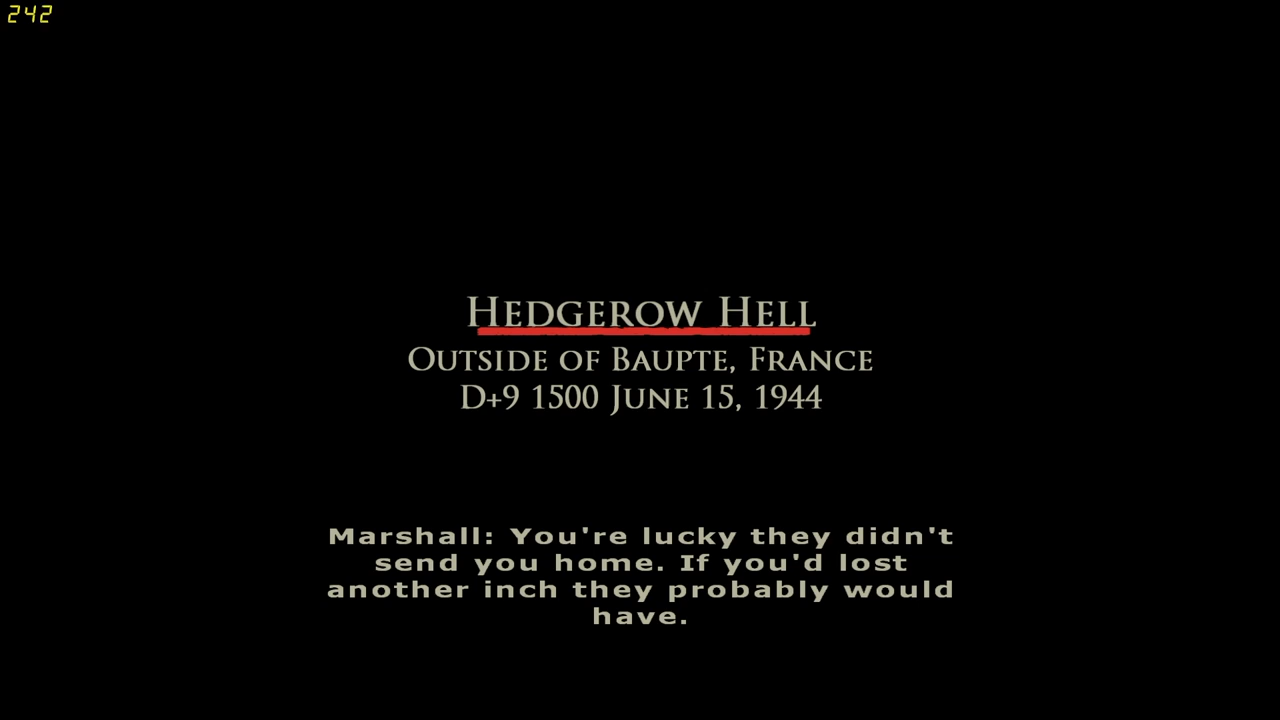 242
Hedgerow Hell
Outside of Baupte, France
D+9 1500 June 15, 1944
Marshall: You're lucky they didn't
send you home. If you'd lost
another inch they probably would
have.